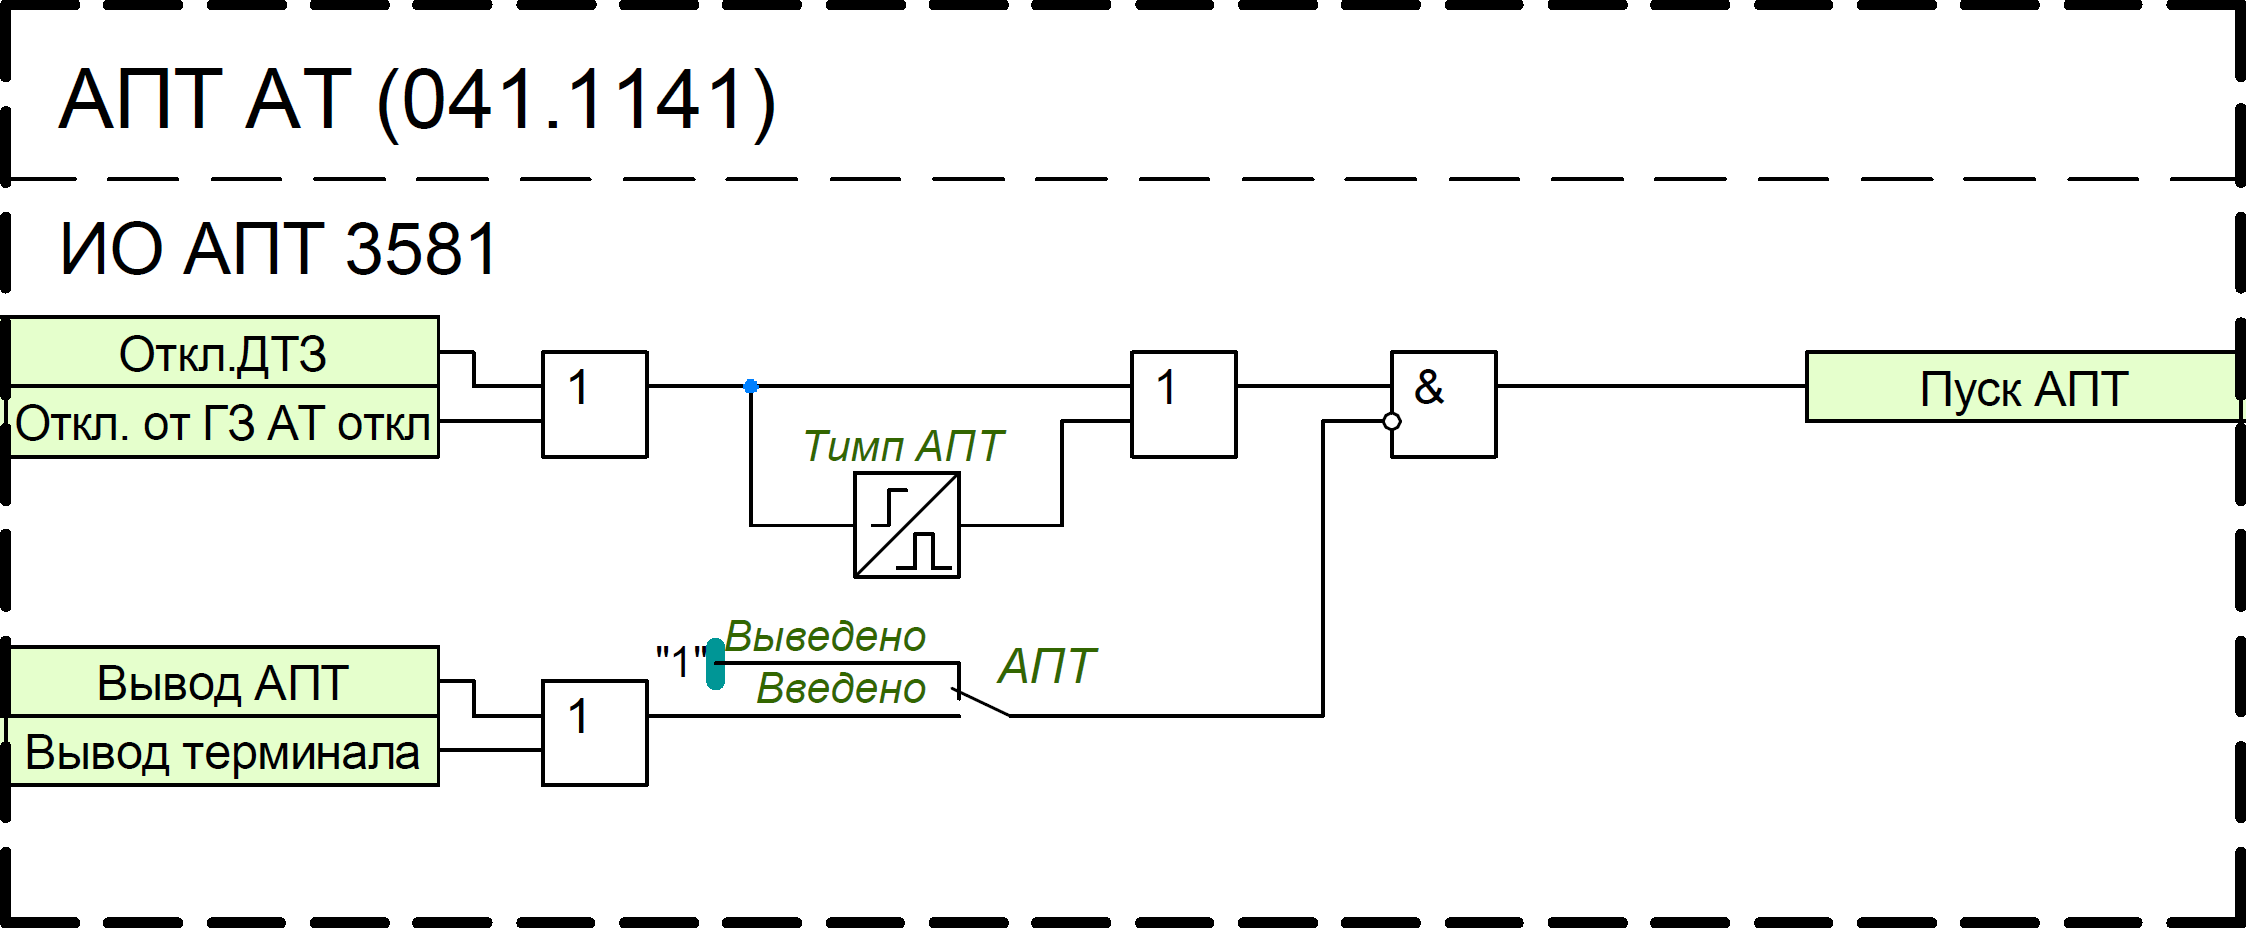 АПТ АТ (041.1141)
ИО АПТ 3581
Откл.ДТЗ
Откл. от ГЗ АТ откл
1
1
&
Пуск АПТ
Тимп АПТ
Вывод АПТ
Вывод терминала
1
"1"
Выведено
Введено
АПТ